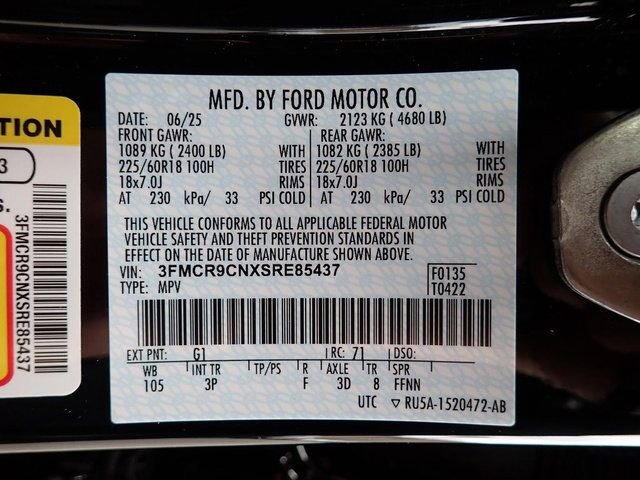 TION
3
S.
3FMCR9CNXSRE85437
MFD. BY FORD MOTOR CO.
DATE: 06/25 GVWR: 2123 KG ( 4680 LB)
FRONT GAWR: REAR GAWR:
1089 KG ( 2400 LB) WITH 1082 KG ( 2385 LB) WITH
225/60R18 100H TIRES 225/60R18 100H TIRES
18x7.0J RIMS 18x7.0J RIMS
AT 230 kPa/ 33 PSI COLD AT 230 kPa/ 33 PSI COLD
THIS VEHICLE CONFORMS TO ALL APPLICABLE FEDERAL MOTOR
VEHICLE SAFETY AND THEFT PREVENTION STANDARDS IN
EFFECT ON THE DATE OF MANUFACTURE SHOWN ABOVE.
VIN: 3FMCR9CNXSRE85437 F0135
TYPE: MPV T0422
EXT PNT: G1 RC: 71 DSO:
WB INT TR TP/PS R AXLE TR SPR
105 3P F 3D 8 FFNN
UTC ▽ RU5A-1520472-AB